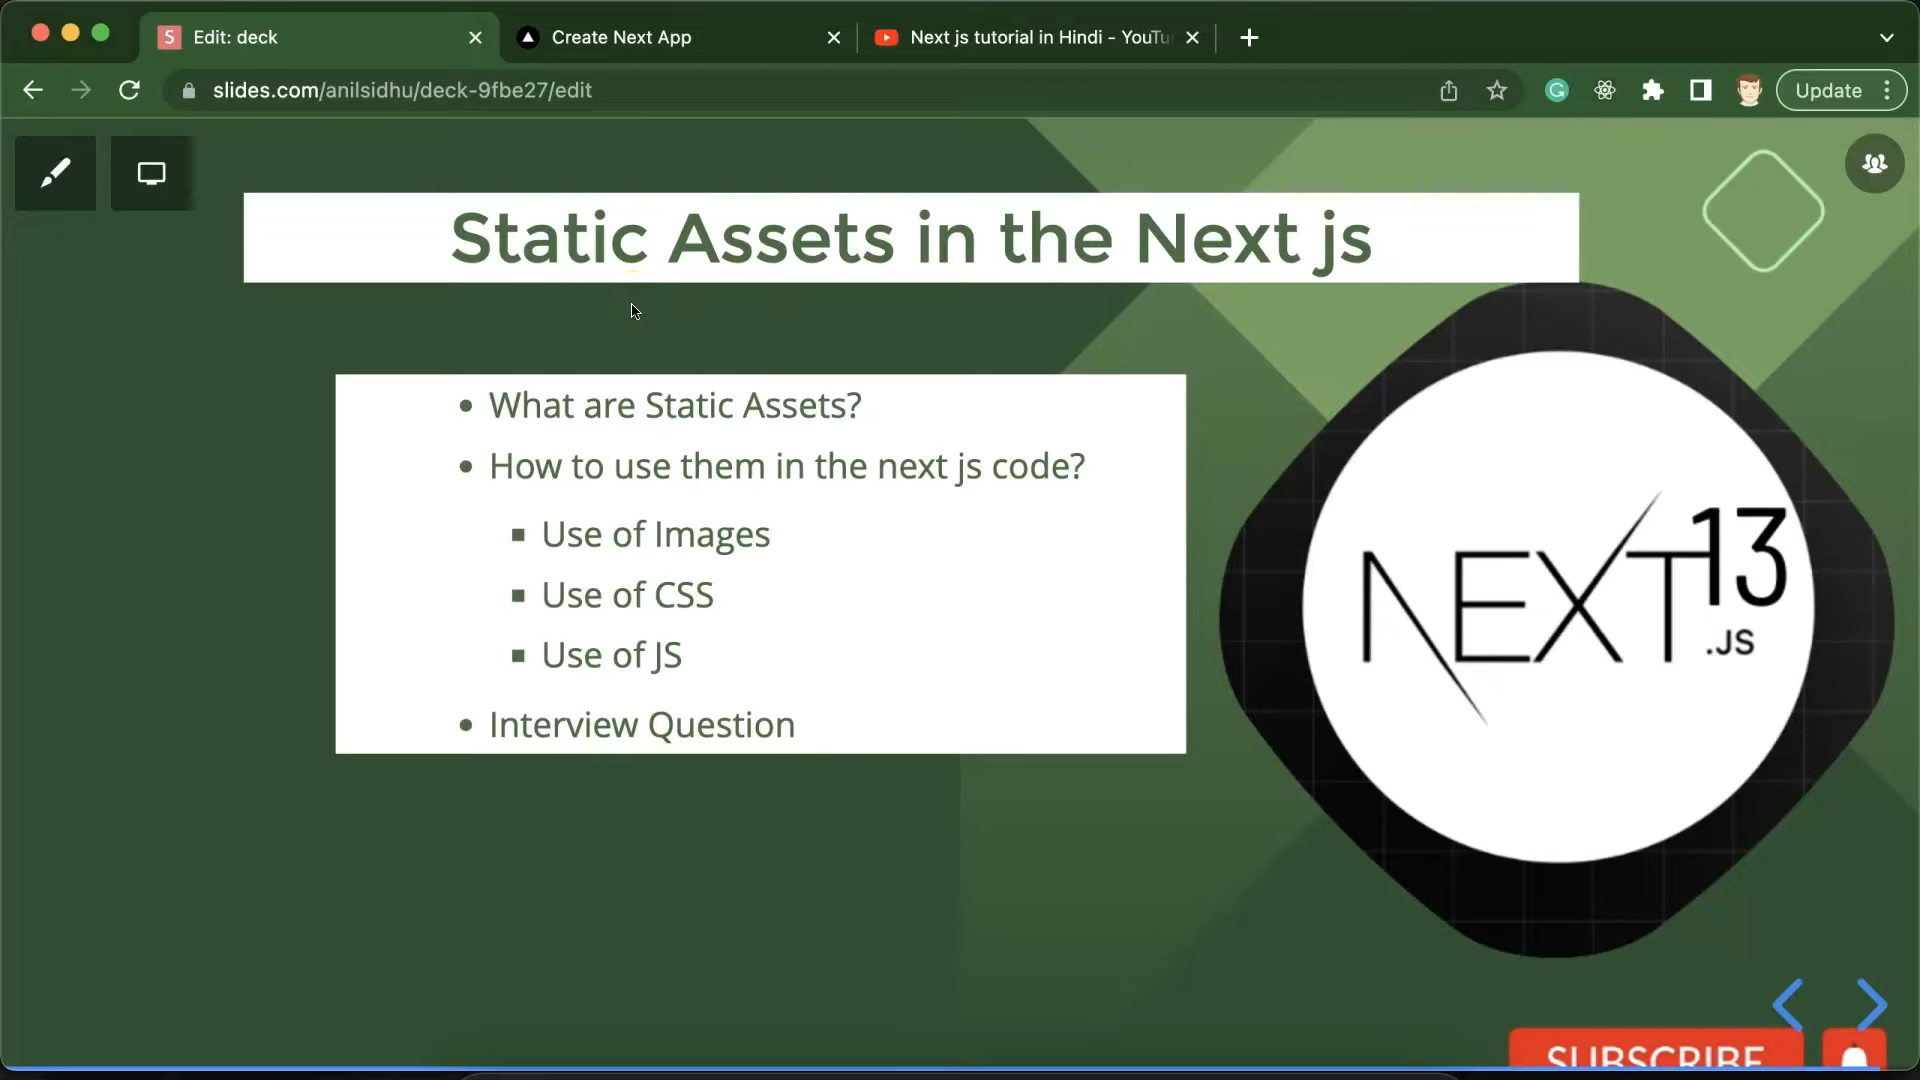 S Edit: deck
Create Next App
Next js tutorial in Hindi - YouTu
slides.com/anilsidhu/deck-9fbe27/edit
G
Update
Static Assets in the Next js
What are Static Assets?
How to use them in the next js code?
Use of Images
Use of CSS
Use of JS
Interview Question
NEXT13
.JS
SUBSCRIBE